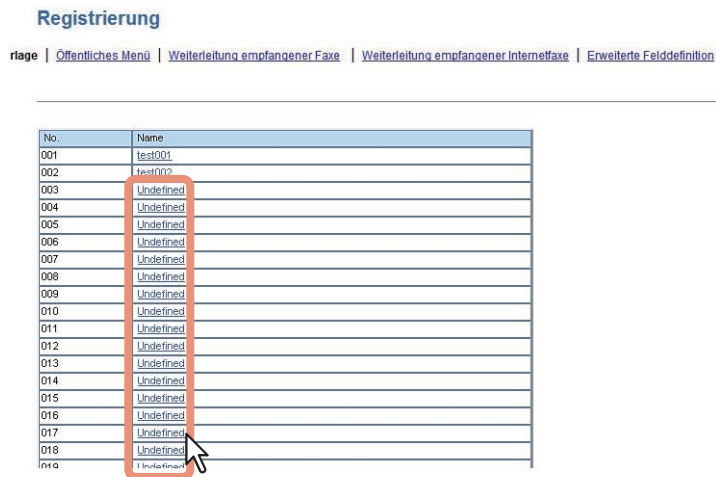 Registrierung
rlage | Öffentliches Menü | Weiterleitung empfangener Faxe | Weiterleitung empfangener Internetfaxe | Erweiterte Felddefinition
No. Name
001 test001
002 test002
003 Undefined
004 Undefined
005 Undefined
006 Undefined
007 Undefined
008 Undefined
009 Undefined
010 Undefined
011 Undefined
012 Undefined
013 Undefined
014 Undefined
015 Undefined
016 Undefined
017 Undefined
018 Undefined
019 Undefined